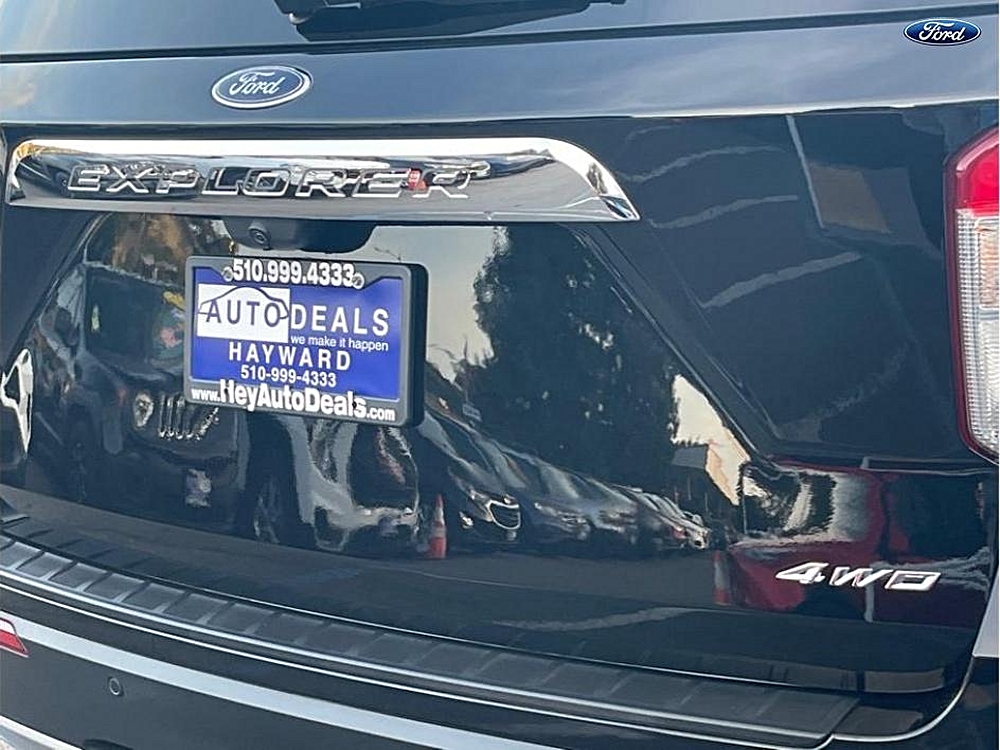 Ford
Ford
EXPLORER
510.999.4333
AUTO DEALS
we make it happen
HAYWARD
510-999-4333
www.HeyAutoDeals.com
4WD